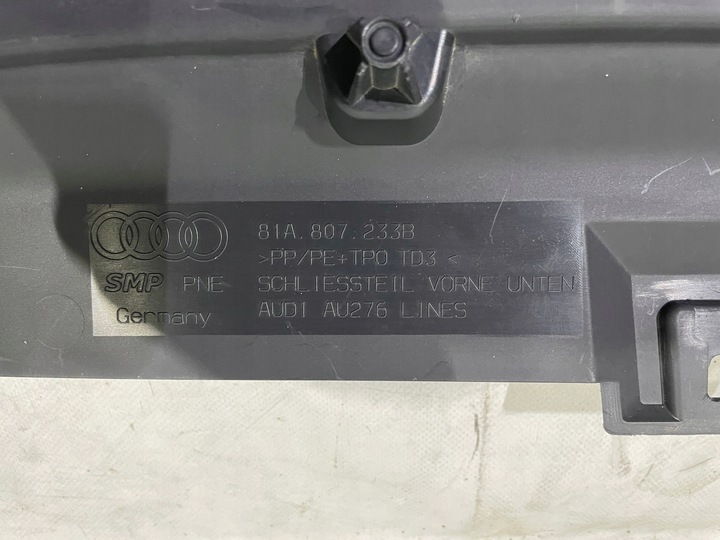 81A.807.233B
>PP/PE+TPO TD3<
SMP PNE SCHLIESSTEIL VORNE UNTEN
Germany AUDI AU276 LINES